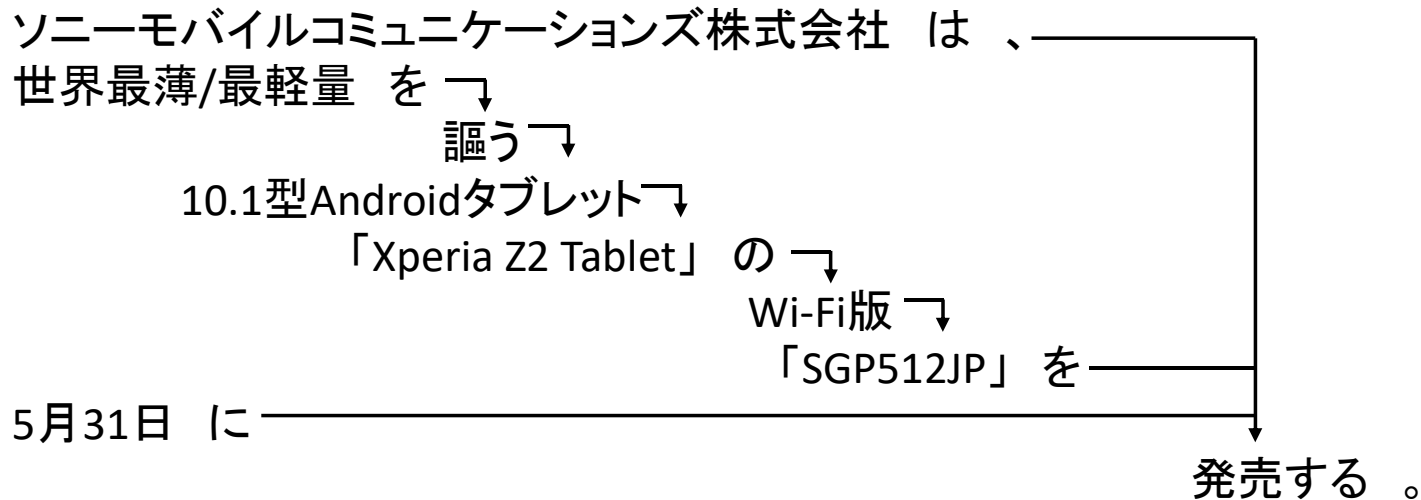 ソニーモバイルコミュニケーションズ株式会社 は 、
世界最薄/最軽量 を
謳う
10.1型Androidタブレット
「Xperia Z2 Tablet」 の
Wi-Fi版
「SGP512JP」 を
5月31日 に
発売する 。